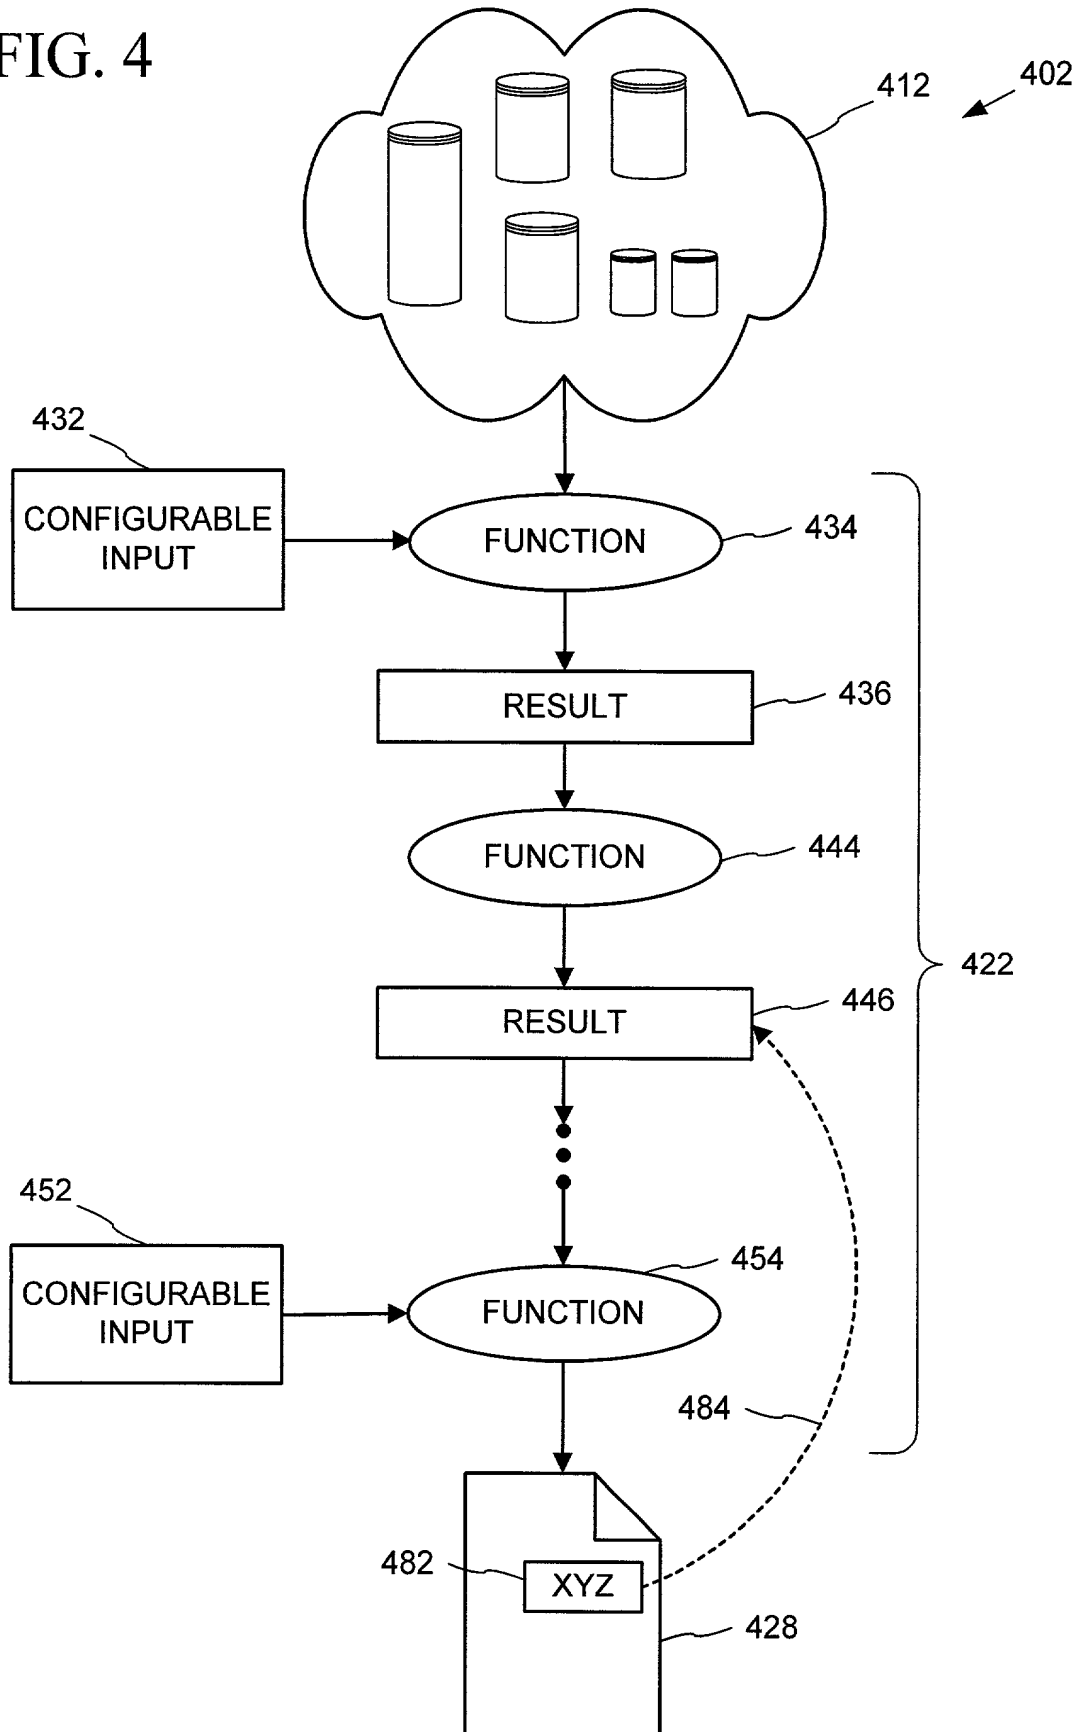 FIG. 4
402
412
432
CONFIGURABLE
INPUT
FUNCTION
434
RESULT
436
FUNCTION
444
422
RESULT
446
452
CONFIGURABLE
INPUT
454
FUNCTION
484
482
XYZ
428